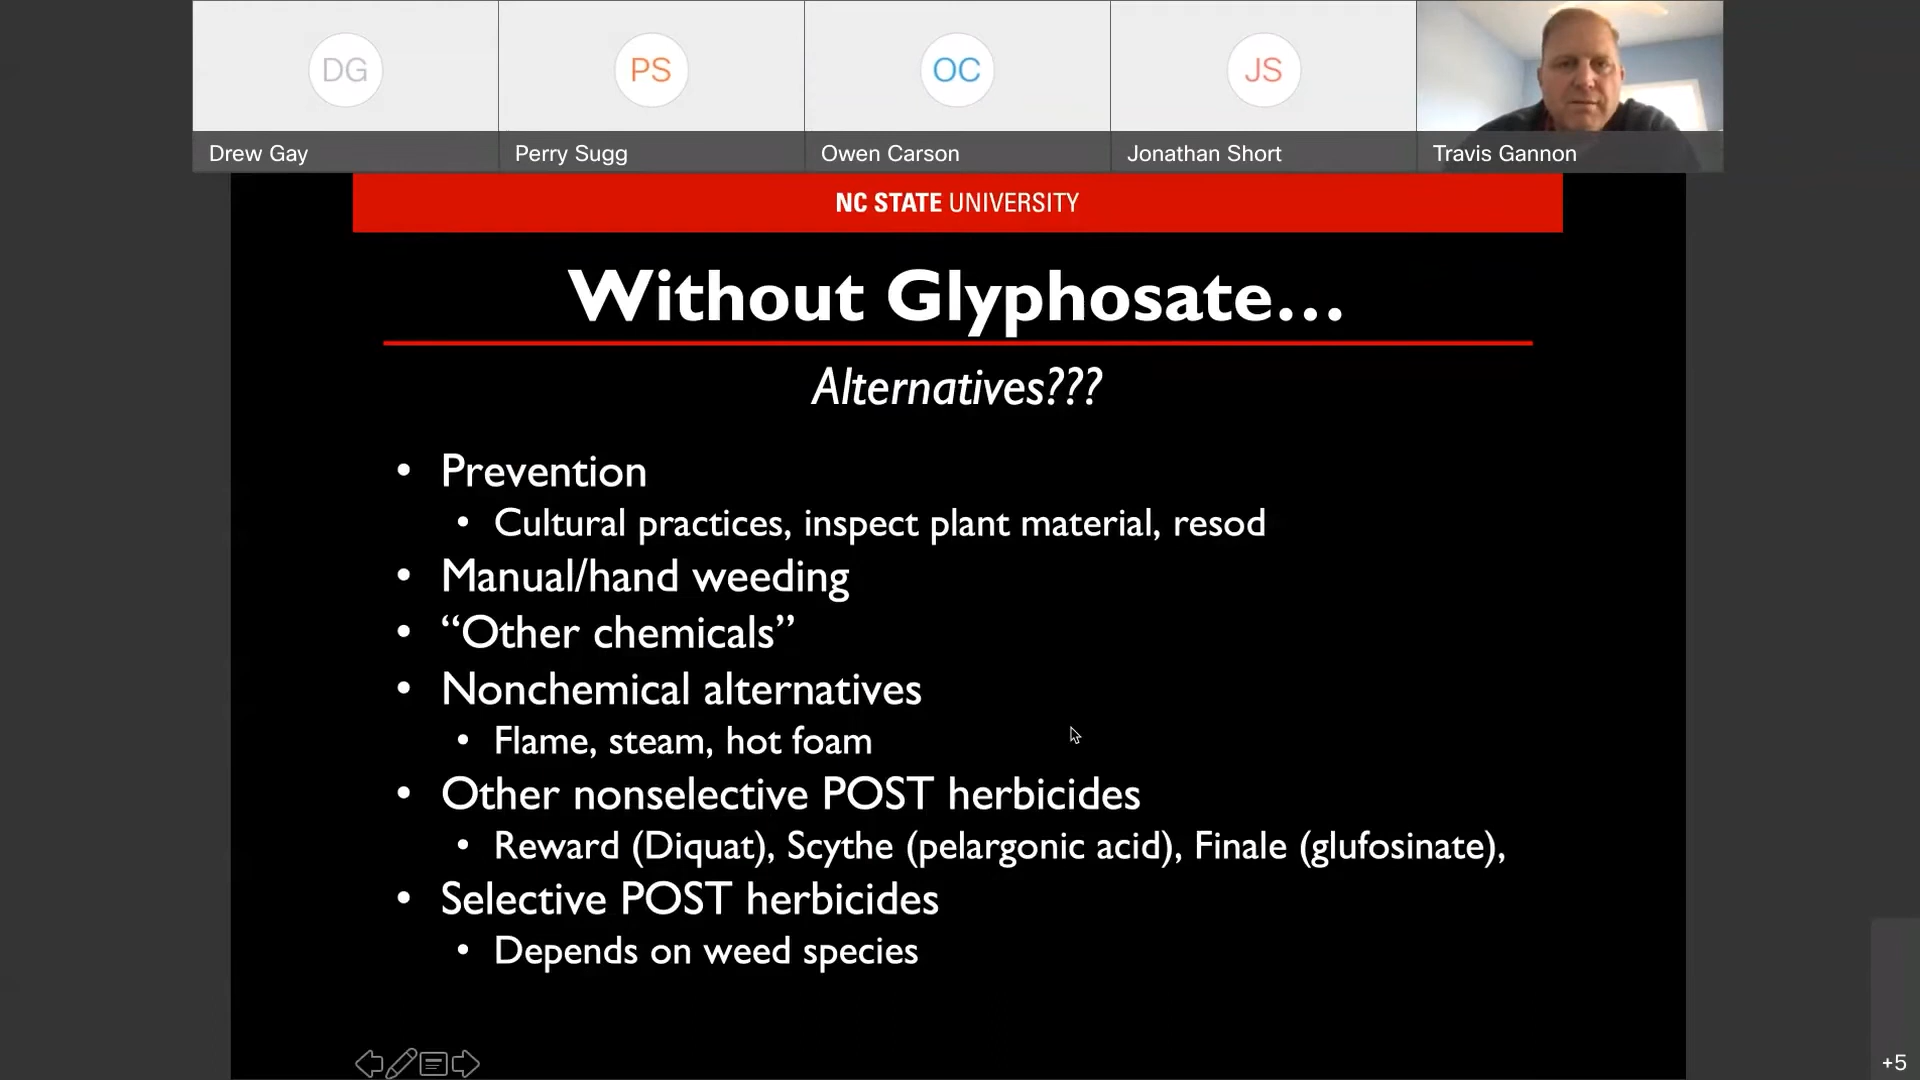 DG
PS
OC
JS
Drew Gay
Perry Sugg
Owen Carson
Jonathan Short
Travis Gannon
NC STATE UNIVERSITY
Without Glyphosate...
Alternatives???
• Prevention
• Cultural practices, inspect plant material, resod
• Manual/hand weeding
• “Other chemicals”
• Nonchemical alternatives
• Flame, steam, hot foam
• Other nonselective POST herbicides
• Reward (Diquat), Scythe (pelargonic acid), Finale (glufosinate),
• Selective POST herbicides
• Depends on weed species
+5